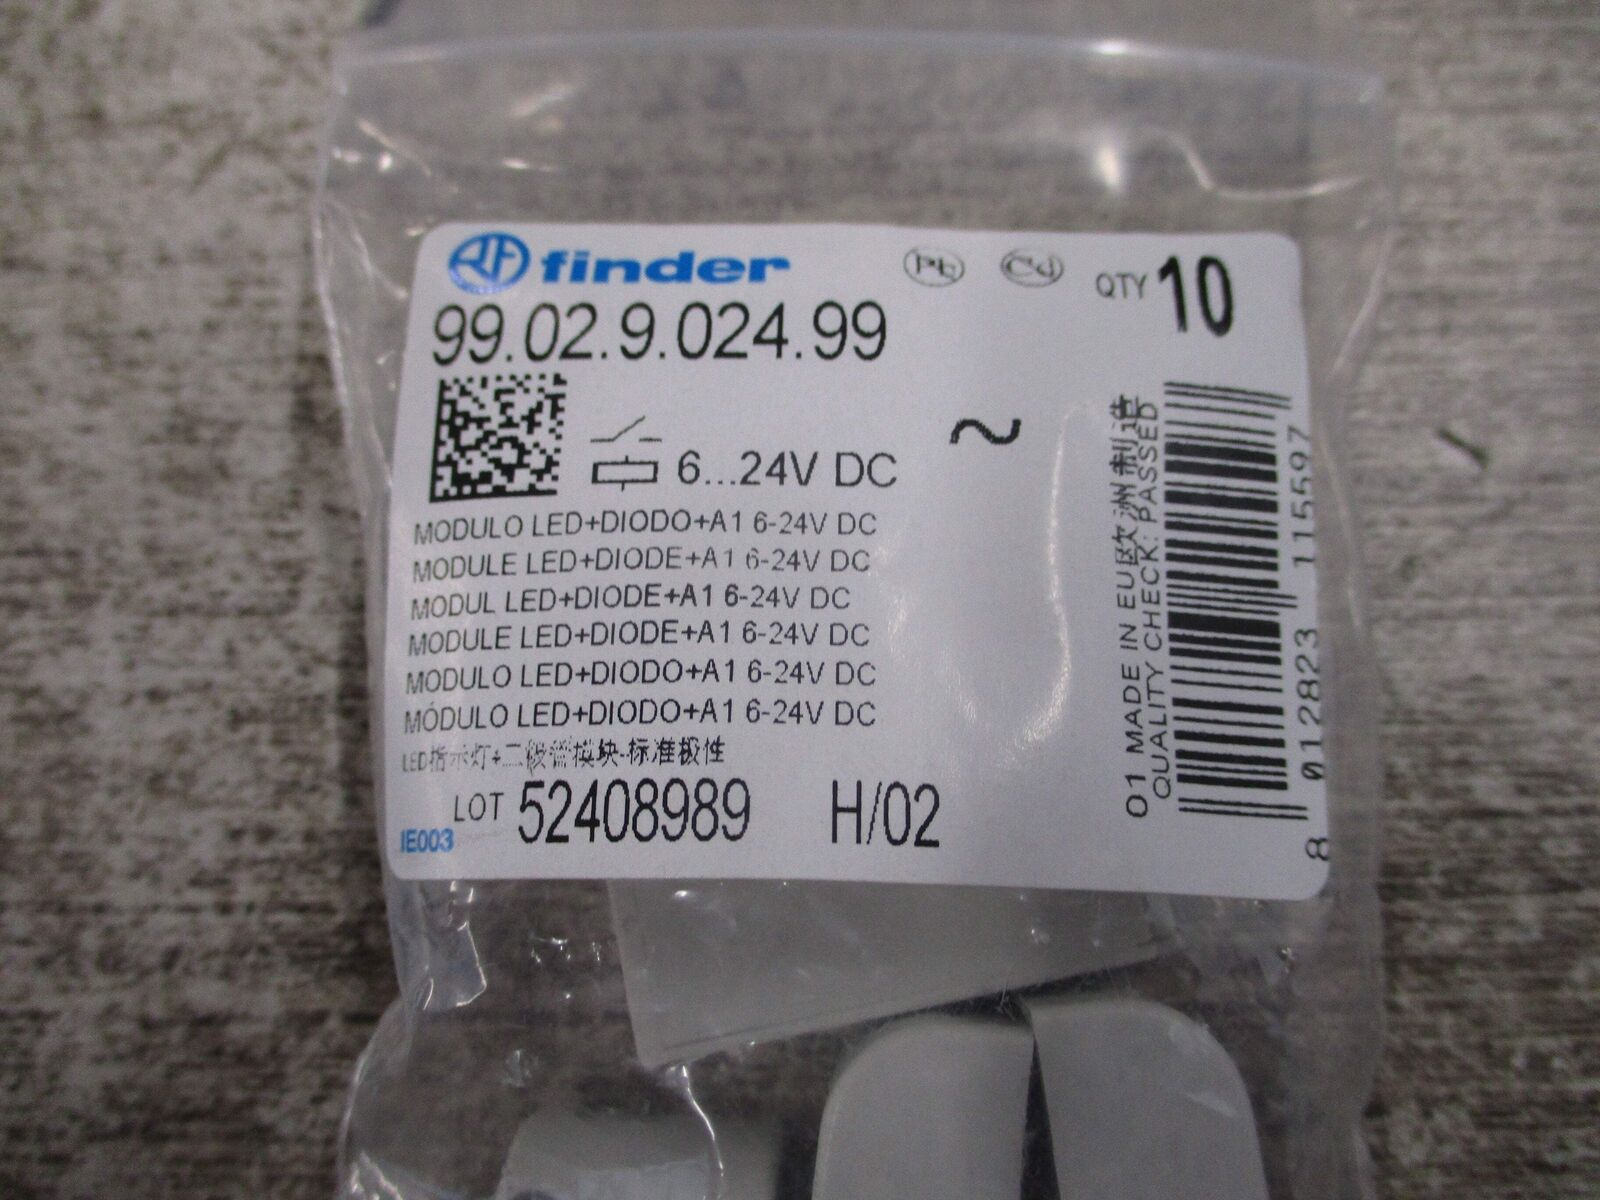 finder
Pb Cd QTY 10
99.02.9.024.99
~
6...24V DC
MODULO LED+DIODO+A1 6-24V DC
MODULE LED+DIODE+A1 6-24V DC
MODUL LED+DIODE+A1 6-24V DC
MODULE LED+DIODE+A1 6-24V DC
MODULO LED+DIODO+A1 6-24V DC
MÓDULO LED+DIODO+A1 6-24V DC
LED指示灯+二极管模块-标准极性
LOT 52408989 H/02
IE003
01 MADE IN EU欧洲制造
QUALITY CHECK: PASSED
8 012823 115597